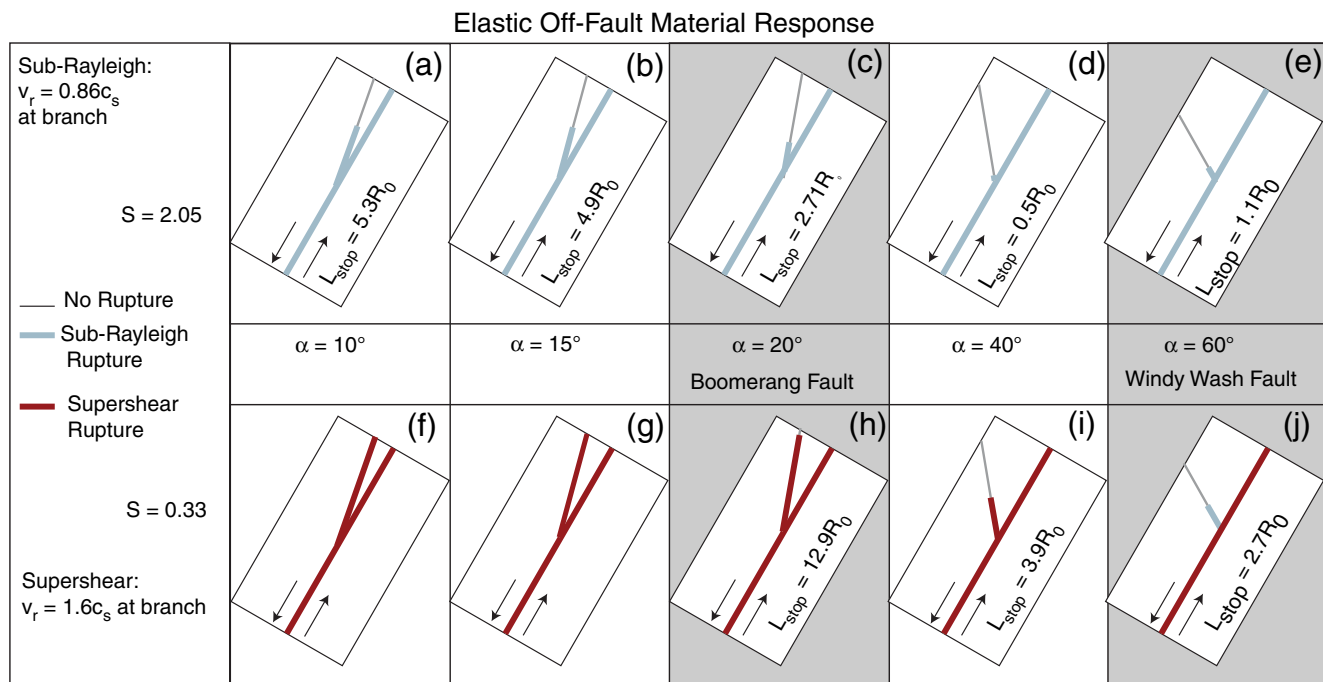 Elastic Off-Fault Material Response
Sub-Rayleigh:
v_r = 0.86c_s
at branch
S = 2.05
No Rupture
Sub-Rayleigh
Rupture
Supershear
Rupture
S = 0.33
Supershear:
v_r = 1.6c_s at branch
(a)
L_stop = 5.3R_0
(b)
L_stop = 4.9R_0
(c)
L_stop = 2.71R_°
(d)
L_stop = 0.5R_0
(e)
L_stop = 1.1R_0
α = 10°
α = 15°
α = 20°
Boomerang Fault
α = 40°
α = 60°
Windy Wash Fault
(f)
(g)
(h)
L_stop = 12.9R_0
(i)
L_stop = 3.9R_0
(j)
L_stop = 2.7R_0